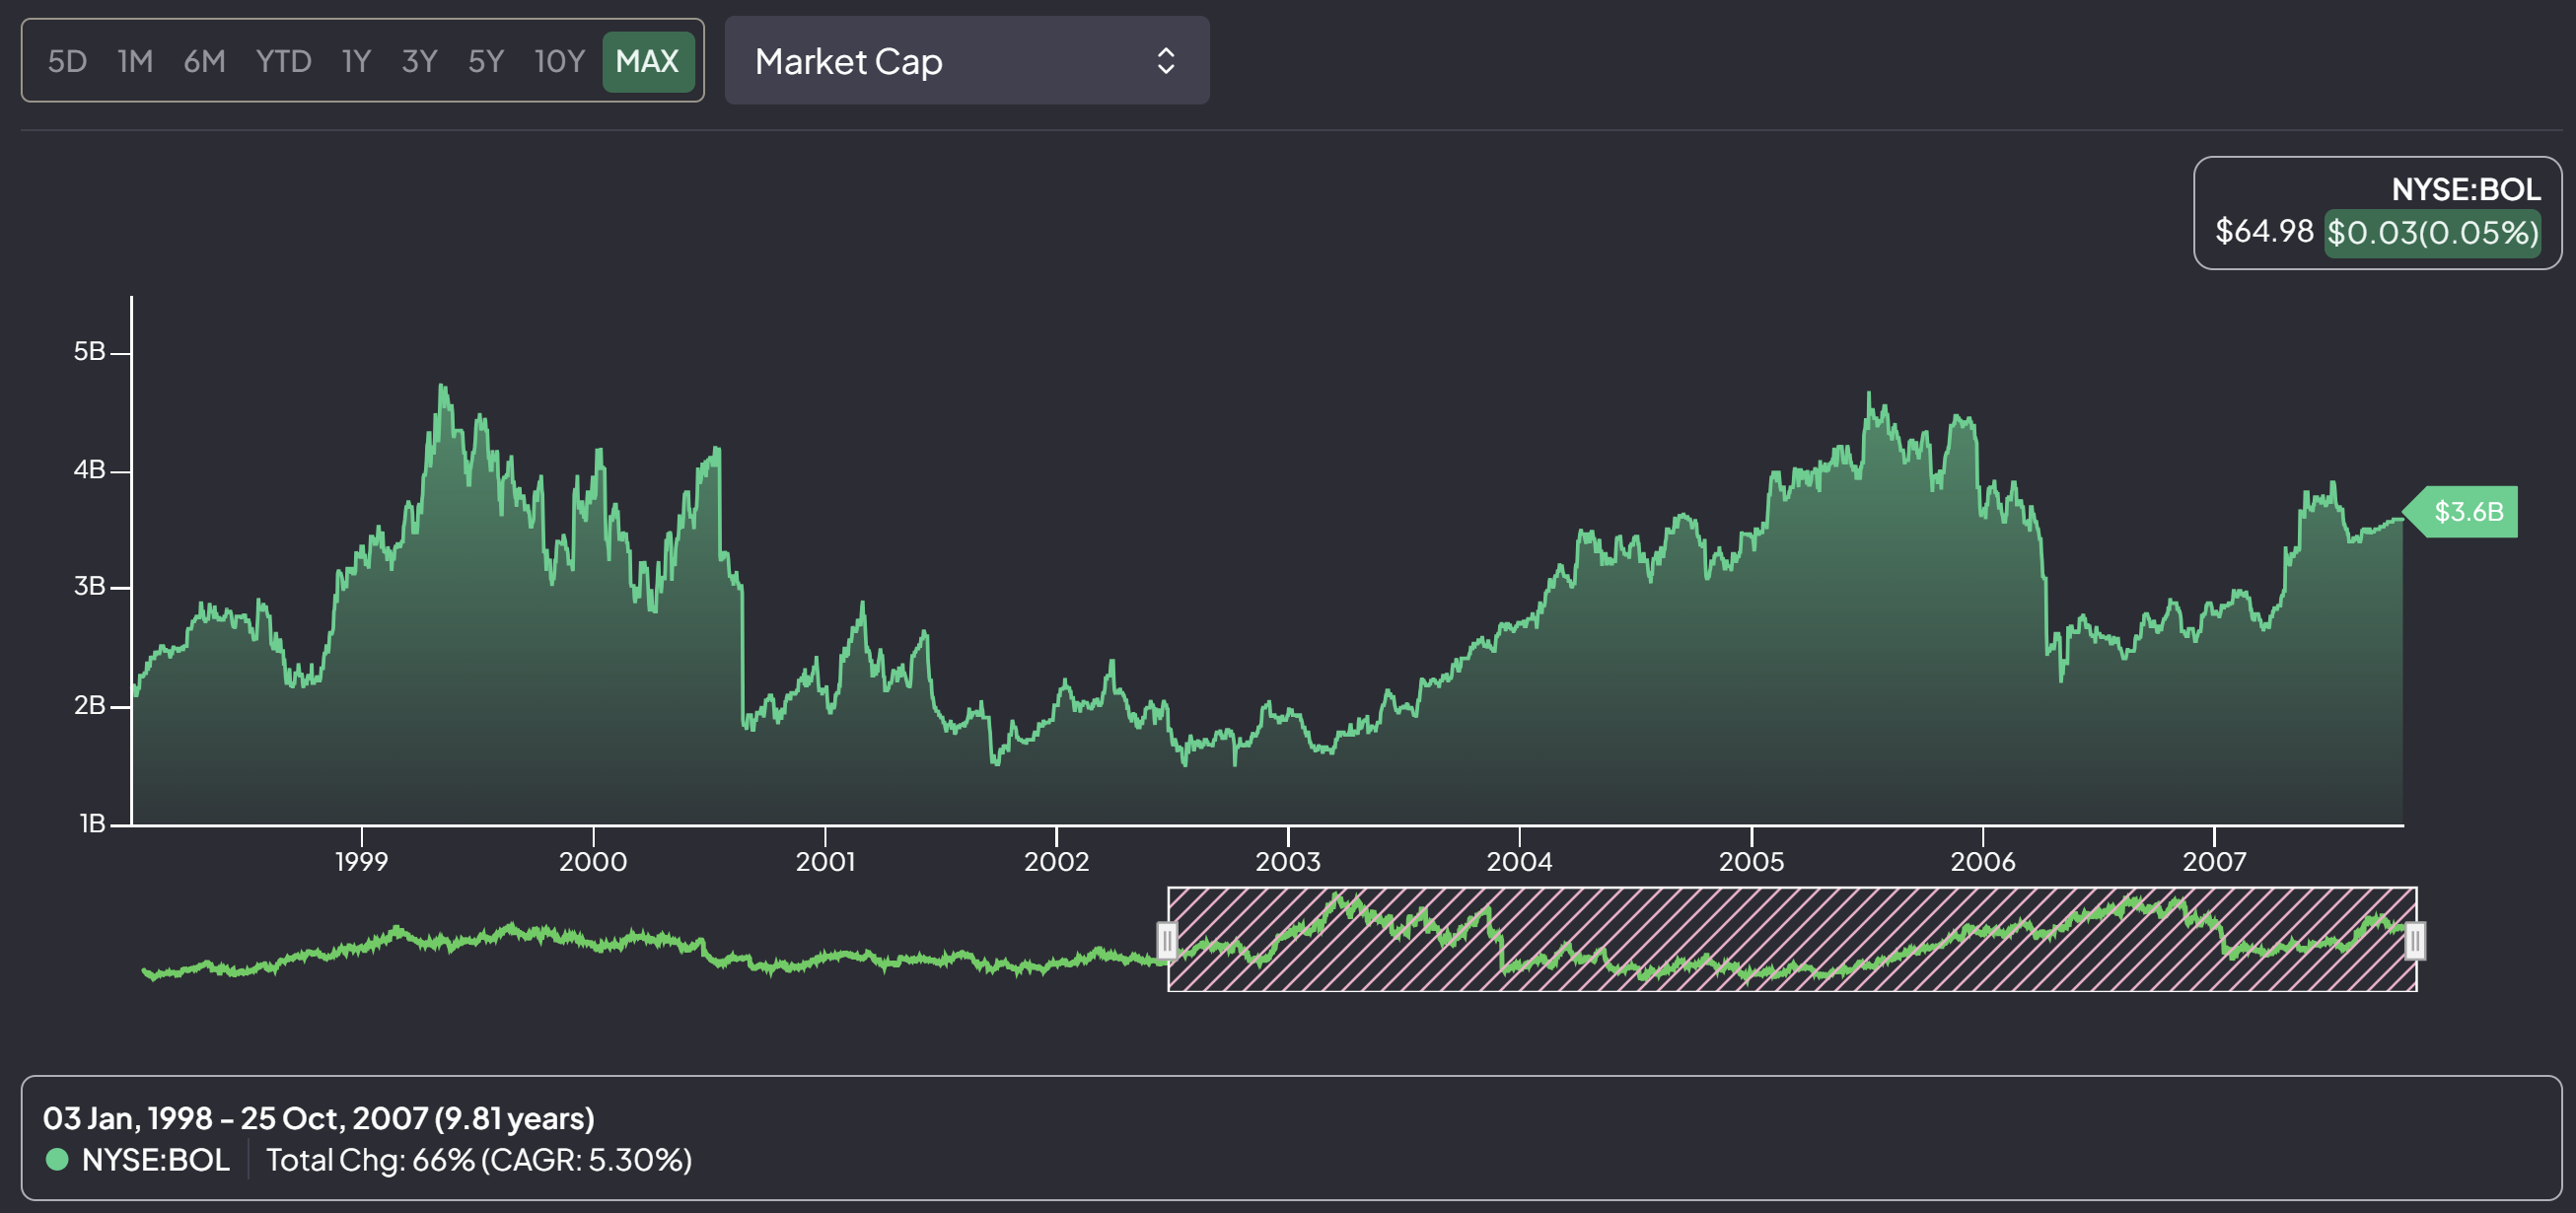 5D 1M 6M YTD 1Y 3Y 5Y 10Y MAX Market Cap
NYSE:BOL
$64.98 $0.03(0.05%)
5B
4B
$3.6B
3B
2B
1B
1999 2000 2001 2002 2003 2004 2005 2006 2007
03 Jan, 1998 - 25 Oct, 2007 (9.81 years)
NYSE:BOL Total Chg: 66% (CAGR: 5.30%)